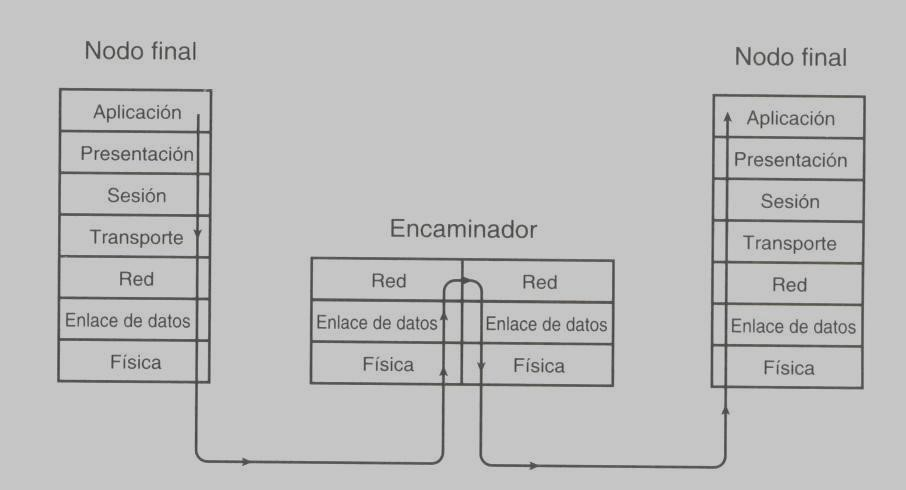 Nodo final
Aplicación
Presentación
Sesión
Transporte
Red
Enlace de datos
Física
Encaminador
Red
Red
Enlace de datos
Enlace de datos
Física
Física
Nodo final
Aplicación
Presentación
Sesión
Transporte
Red
Enlace de datos
Física